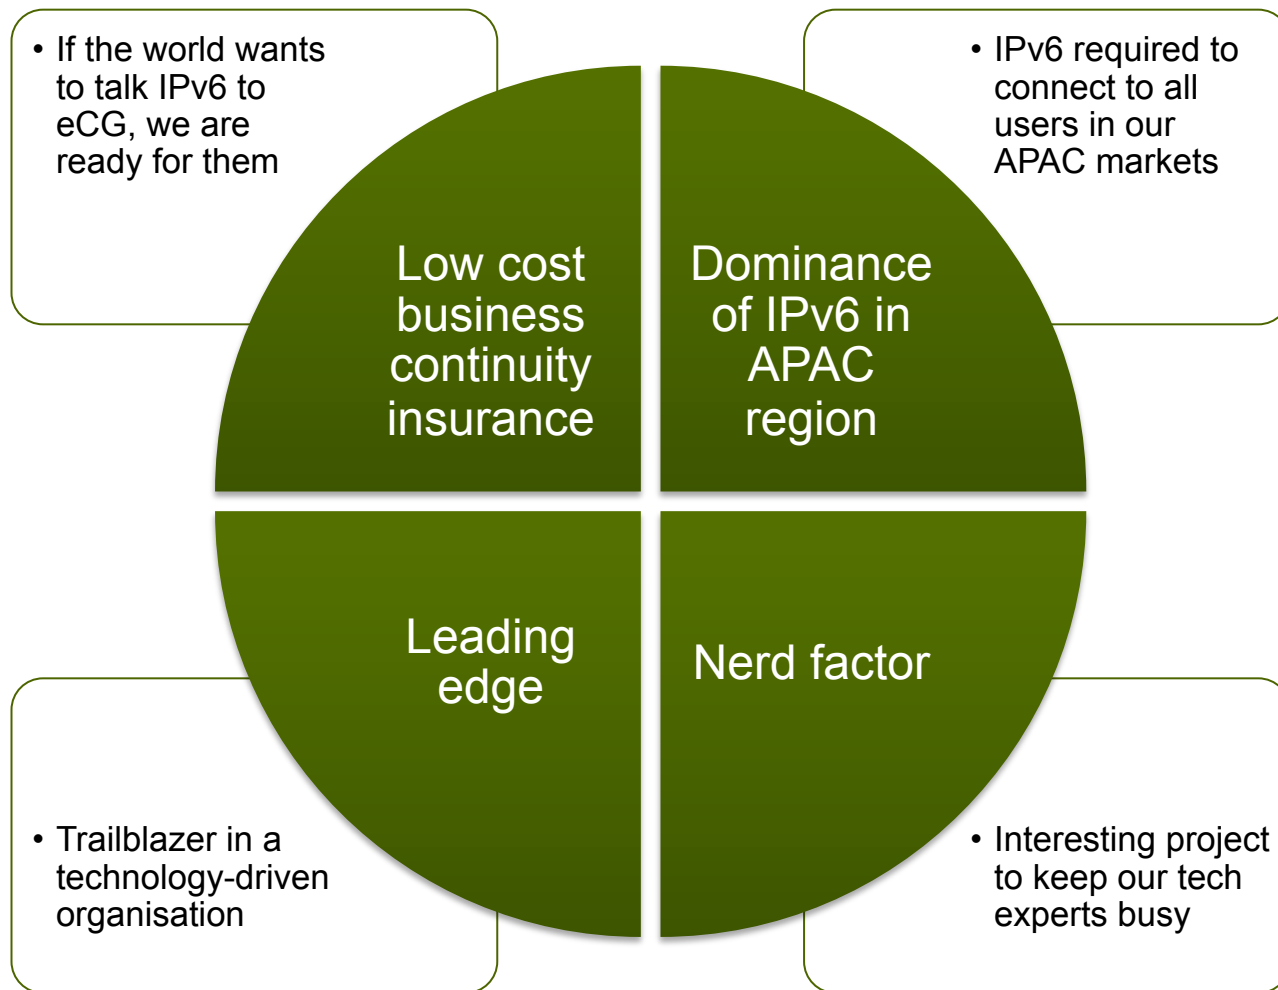 • If the world wants
to talk IPv6 to
eCG, we are
ready for them
• IPv6 required to
connect to all
users in our
APAC markets
Low cost
business
continuity
insurance
Dominance
of IPv6 in
APAC
region
Leading
edge
Nerd factor
• Trailblazer in a
technology-driven
organisation
• Interesting project
to keep our tech
experts busy